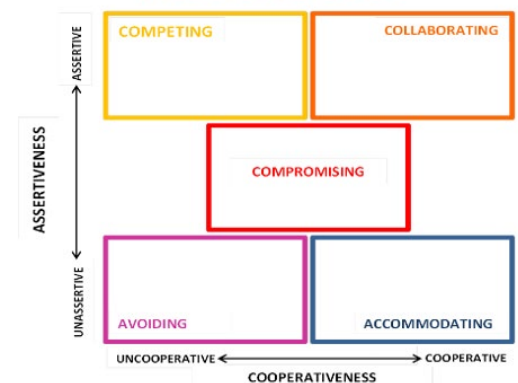 ASSERTIVENESS
ASSERTIVE
UNASSERTIVE
COMPETING
COLLABORATING
COMPROMISING
AVOIDING
ACCOMMODATING
UNCOOPERATIVE
COOPERATIVE
COOPERATIVENESS